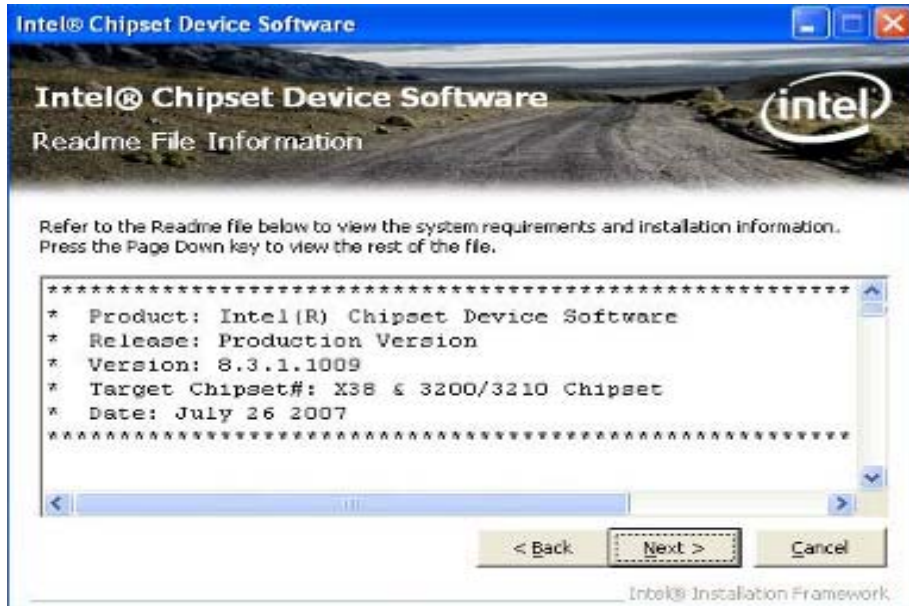 Intel® Chipset Device Software
Intel® Chipset Device Software
intel
Readme File Information
Refer to the Readme file below to view the system requirements and installation information.
Press the Page Down key to view the rest of the file.
******************************************************
* Product: Intel(R) Chipset Device Software
* Release: Production Version
* Version: 8.3.1.1009
* Target Chipset#: X38 & 3200/3210 Chipset
* Date: July 26 2007
******************************************************
< Back Next > Cancel
Intel® Installation Framework